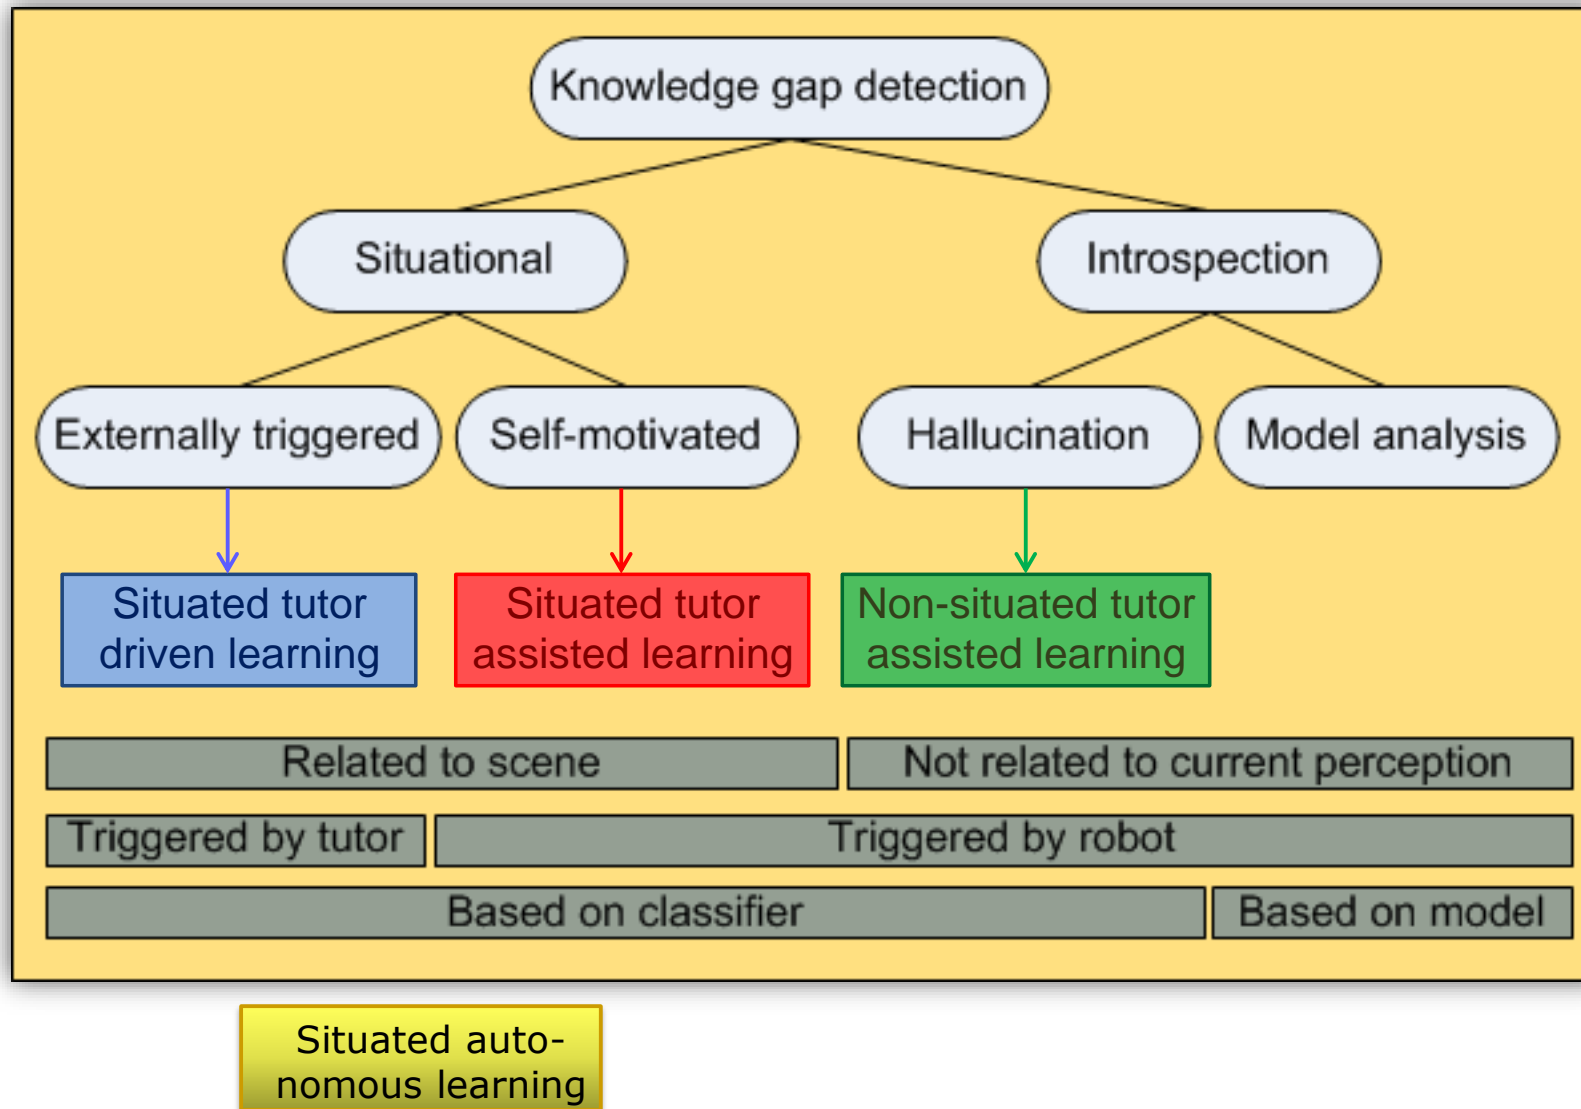 Knowledge gap detection
Situational
Introspection
Externally triggered
Self-motivated
Hallucination
Model analysis
Situated tutor
driven learning
Situated tutor
assisted learning
Non-situated tutor
assisted learning
Related to scene
Not related to current perception
Triggered by tutor
Triggered by robot
Based on classifier
Based on model
Situated auto-
nomous learning